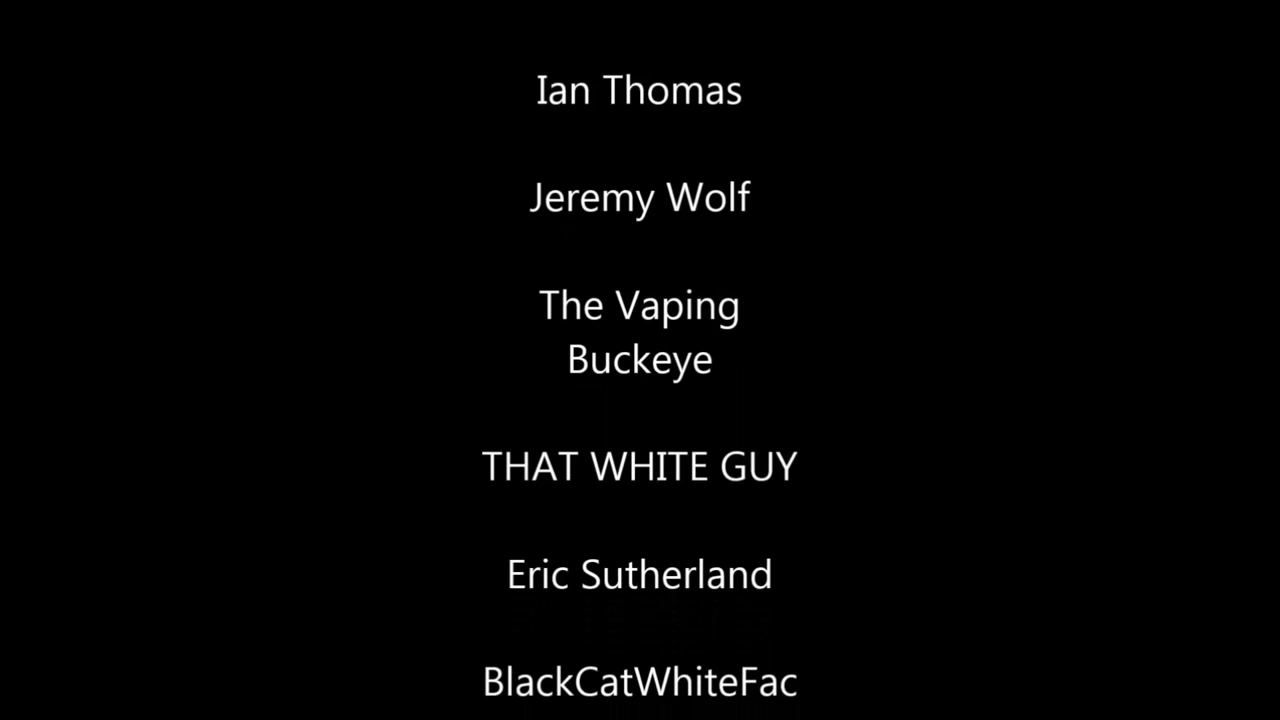 Ian Thomas
Jeremy Wolf
The Vaping
Buckeye
THAT WHITE GUY
Eric Sutherland
BlackCatWhiteFac